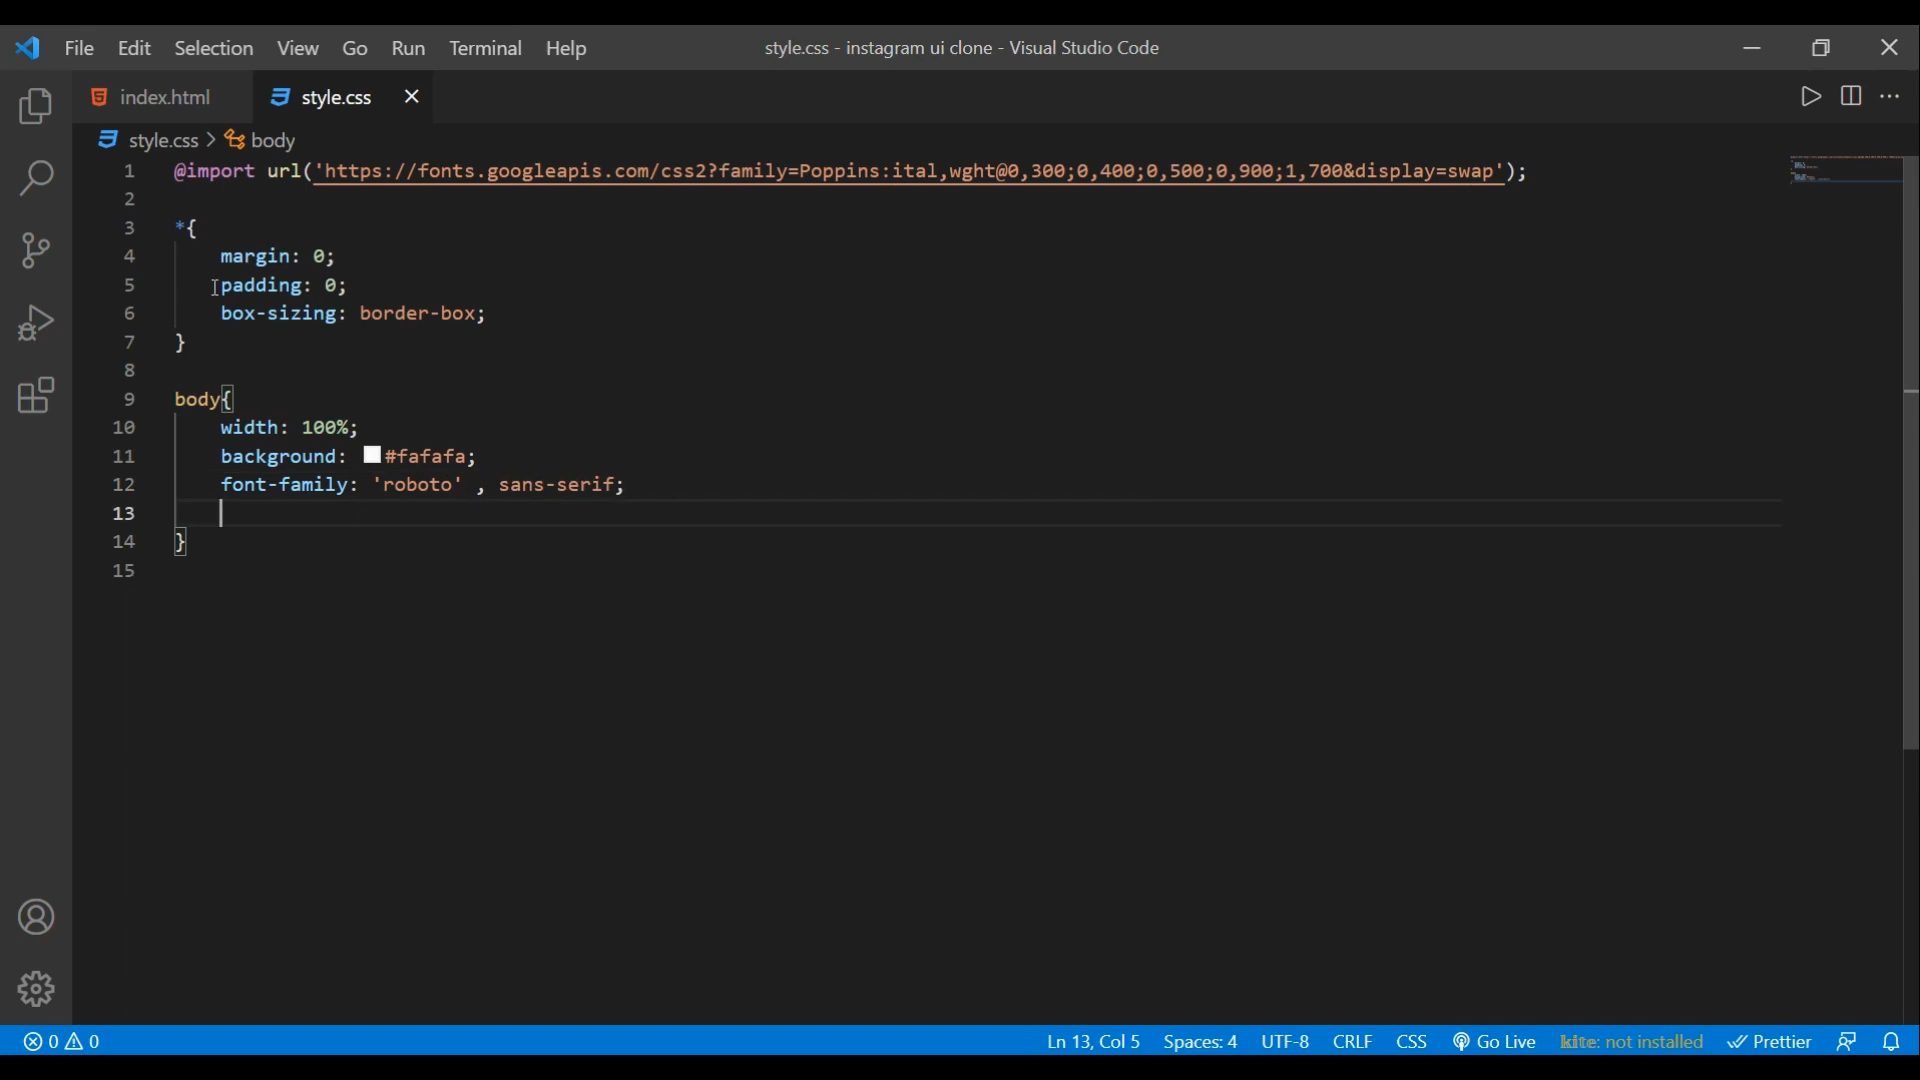 File Edit Selection View Go Run Terminal Help style.css - instagram ui clone - Visual Studio Code
index.html style.css
style.css > body
1 @import url('https://fonts.googleapis.com/css2?family=Poppins:ital,wght@0,300;0,400;0,500;0,900;1,700&display=swap');
2
3 *{
4 margin: 0;
5 padding: 0;
6 box-sizing: border-box;
7 }
8
9 body{
10 width: 100%;
11 background: #fafafa;
12 font-family: 'roboto' , sans-serif;
13
14 }
15
0 0 Ln 13, Col 5 Spaces: 4 UTF-8 CRLF CSS Go Live kite: not installed Prettier